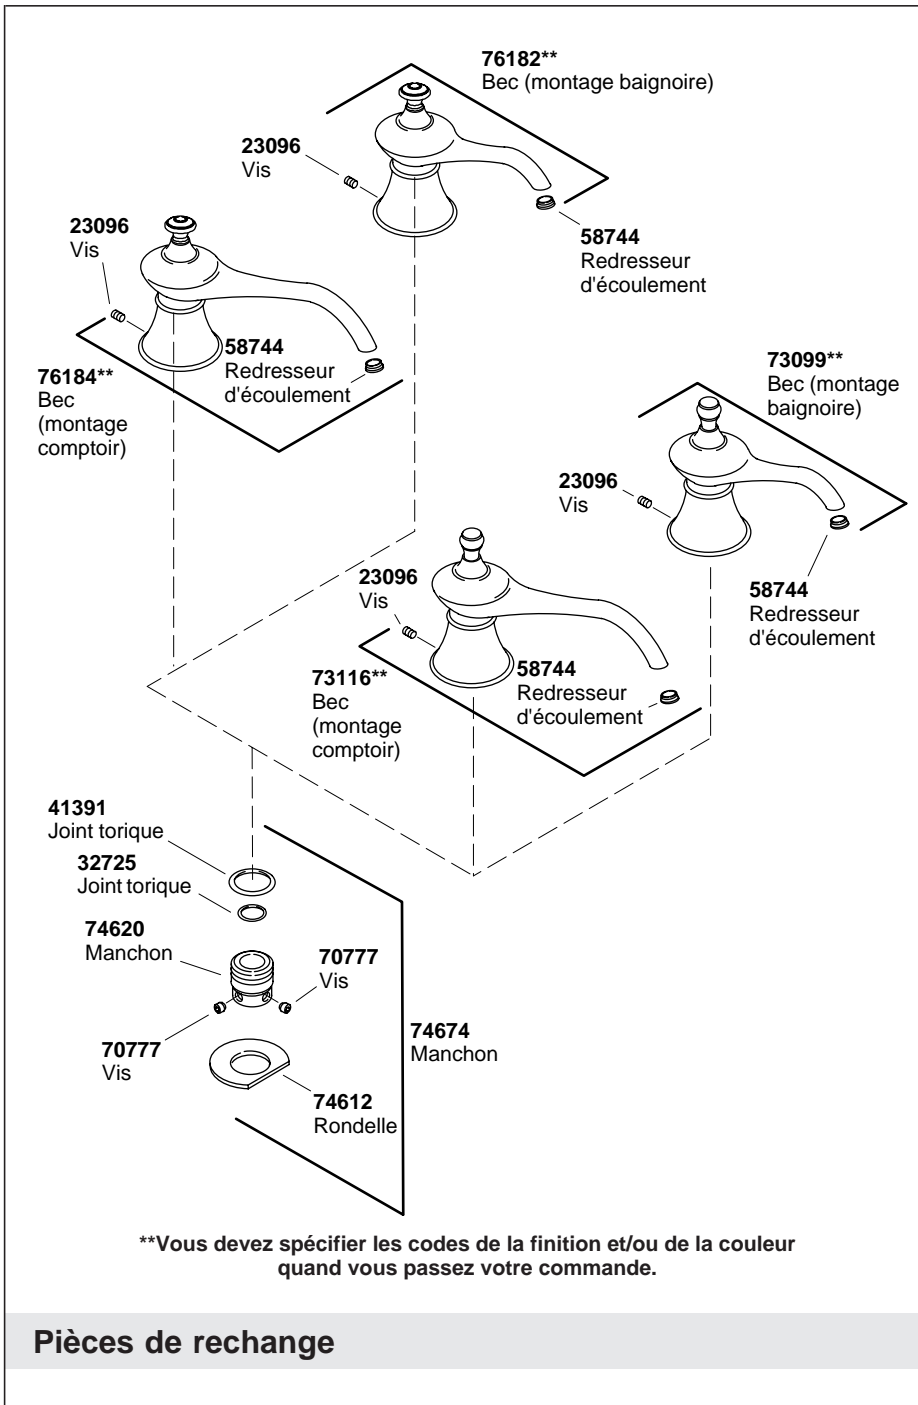 76182**
Bec (montage baignoire)
23096
Vis
58744
Redresseur
d'écoulement
23096
Vis
58744
Redresseur
d'écoulement
76184**
Bec
(montage
comptoir)
73099**
Bec (montage
baignoire)
23096
Vis
58744
Redresseur
d'écoulement
23096
Vis
58744
Redresseur
d'écoulement
73116**
Bec
(montage
comptoir)
41391
Joint torique
32725
Joint torique
74620
Manchon
70777
Vis
70777
Vis
74674
Manchon
74612
Rondelle
**Vous devez spécifier les codes de la finition et/ou de la couleur
quand vous passez votre commande.
Pièces de rechange